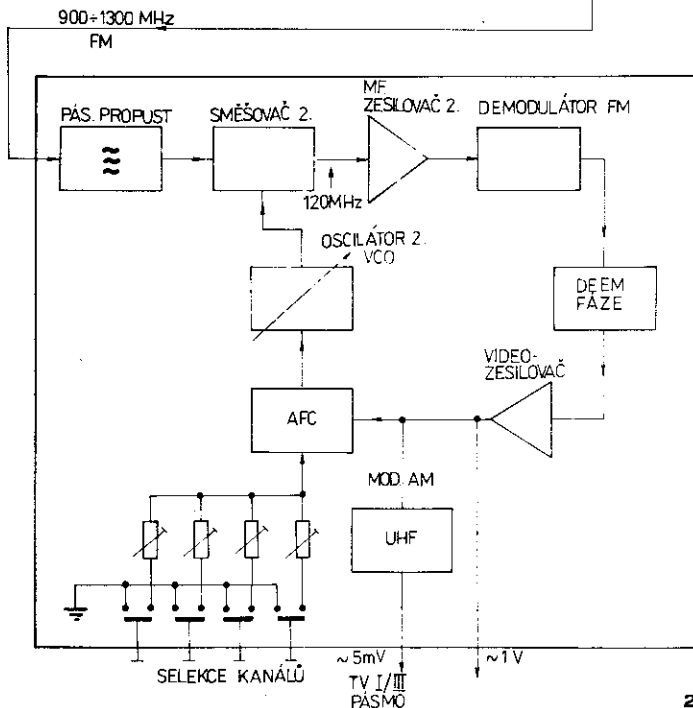 900÷1300 MHz
FM
PÁS. PROPUST
SMĚŠOVAČ 2.
MF.
ZESILOVAČ 2.
DEMODULÁTOR FM
≈
120MHz
OSCILÁTOR 2.
VCO
DEEM
FÁZE
VIDEO-
ZESILOVAČ
AFC
MOD. AM
UHF
SELEKCE KANÁLŮ
~5mV
~1V
TV I/III
PÁSMO
2